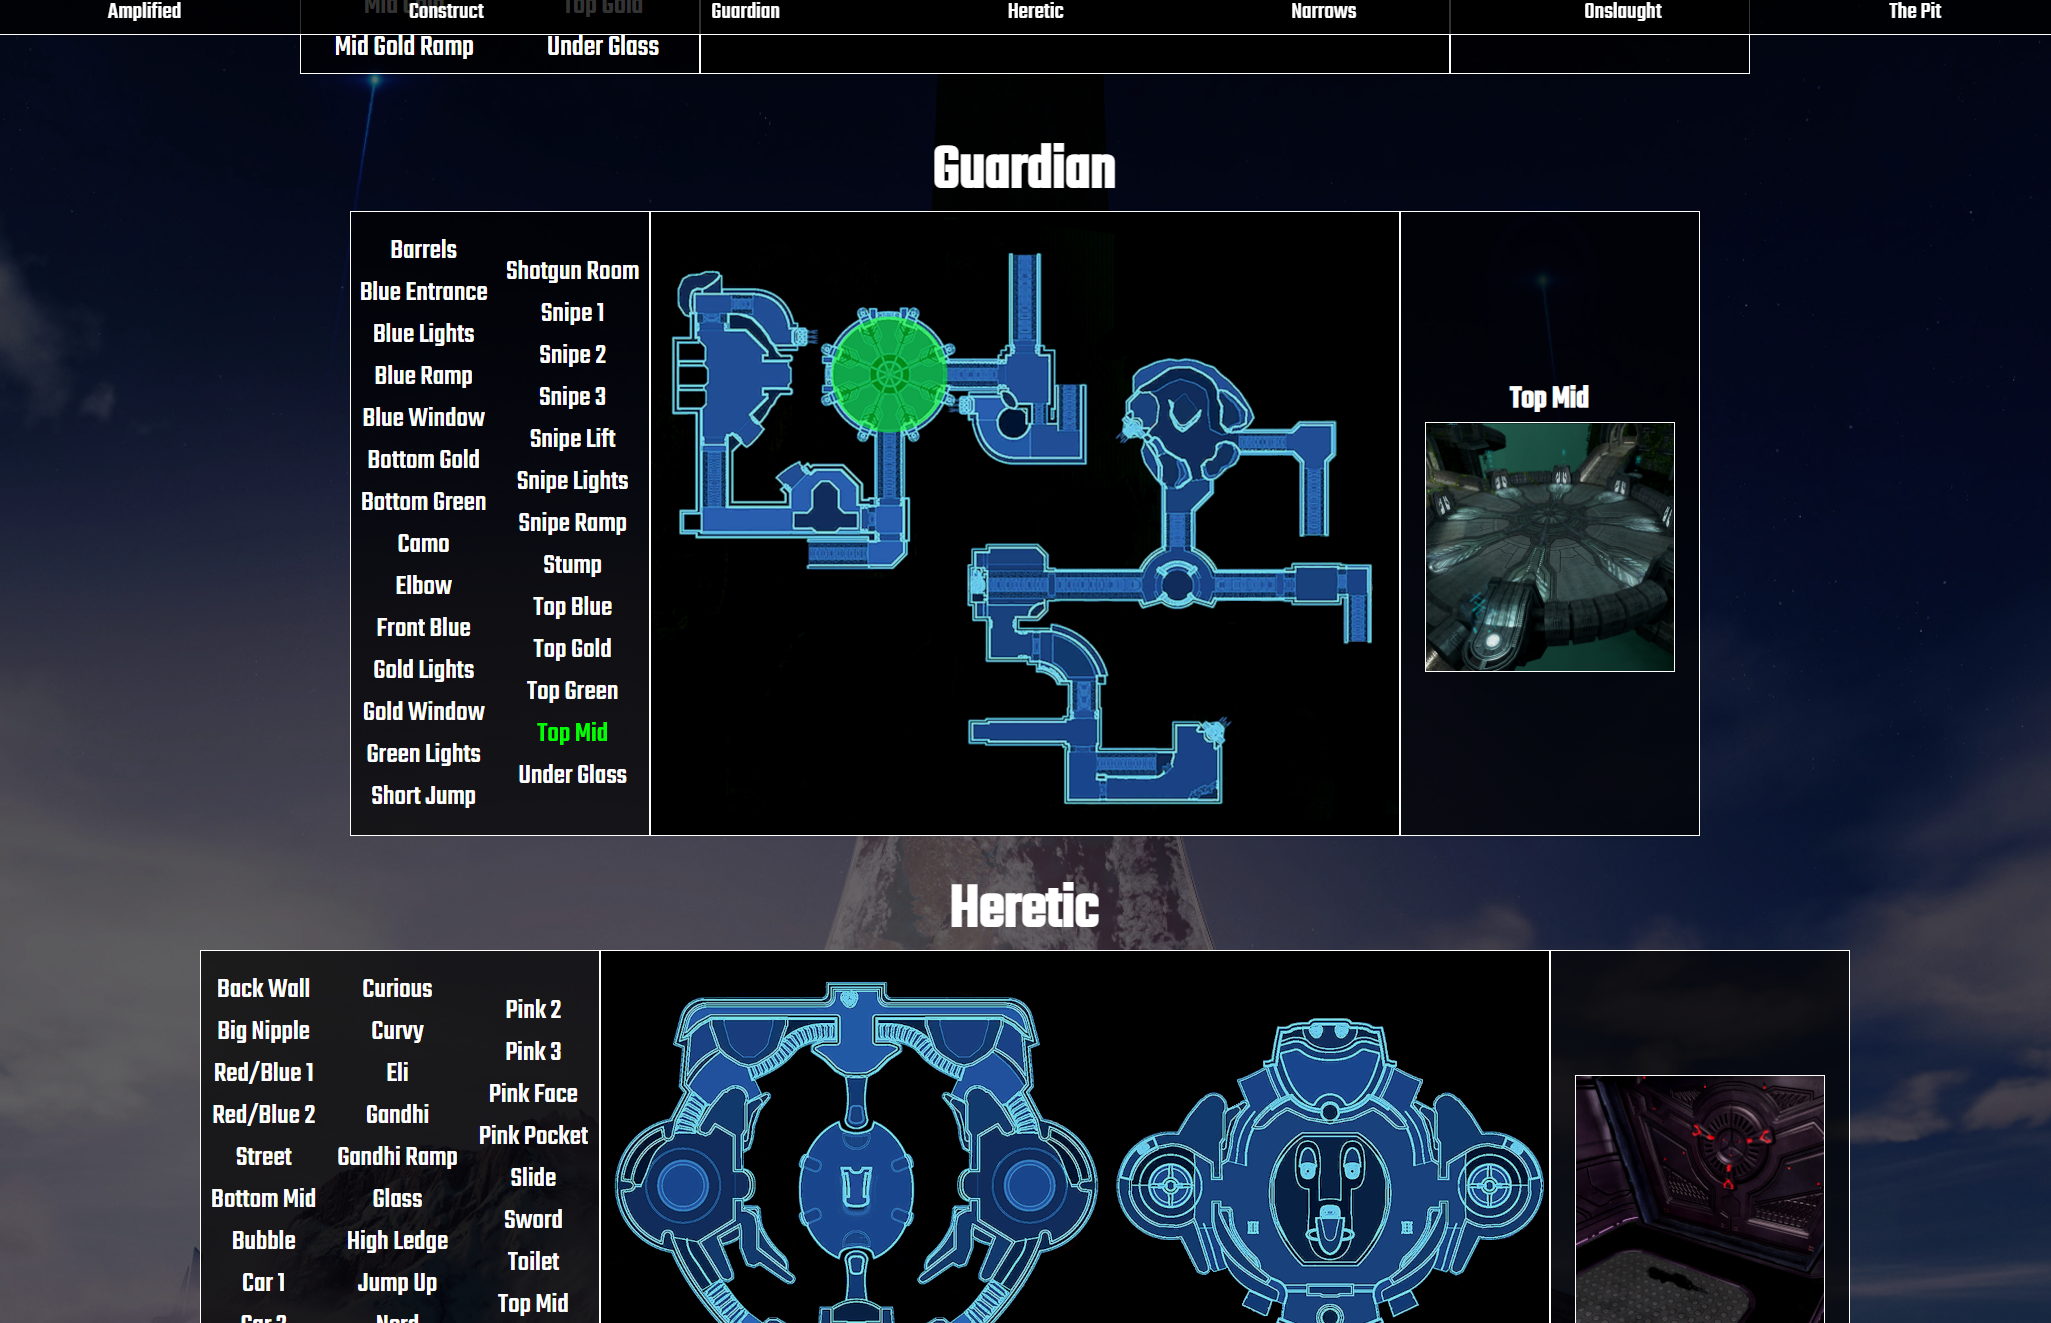 Amplified
Construct
Guardian
Heretic
Narrows
Onslaught
The Pit
Top Gold
Mid Gold Ramp
Under Glass
Guardian
Barrels
Blue Entrance
Blue Lights
Blue Ramp
Blue Window
Bottom Gold
Bottom Green
Camo
Elbow
Front Blue
Gold Lights
Gold Window
Green Lights
Short Jump
Shotgun Room
Snipe 1
Snipe 2
Snipe 3
Snipe Lift
Snipe Lights
Snipe Ramp
Stump
Top Blue
Top Gold
Top Green
Top Mid
Under Glass
Top Mid
Heretic
Back Wall
Big Nipple
Red/Blue 1
Red/Blue 2
Street
Bottom Mid
Bubble
Car 1
Car 2
Curious
Curvy
Eli
Gandhi
Gandhi Ramp
Glass
High Ledge
Jump Up
Pink 2
Pink 3
Pink Face
Pink Pocket
Slide
Sword
Toilet
Top Mid